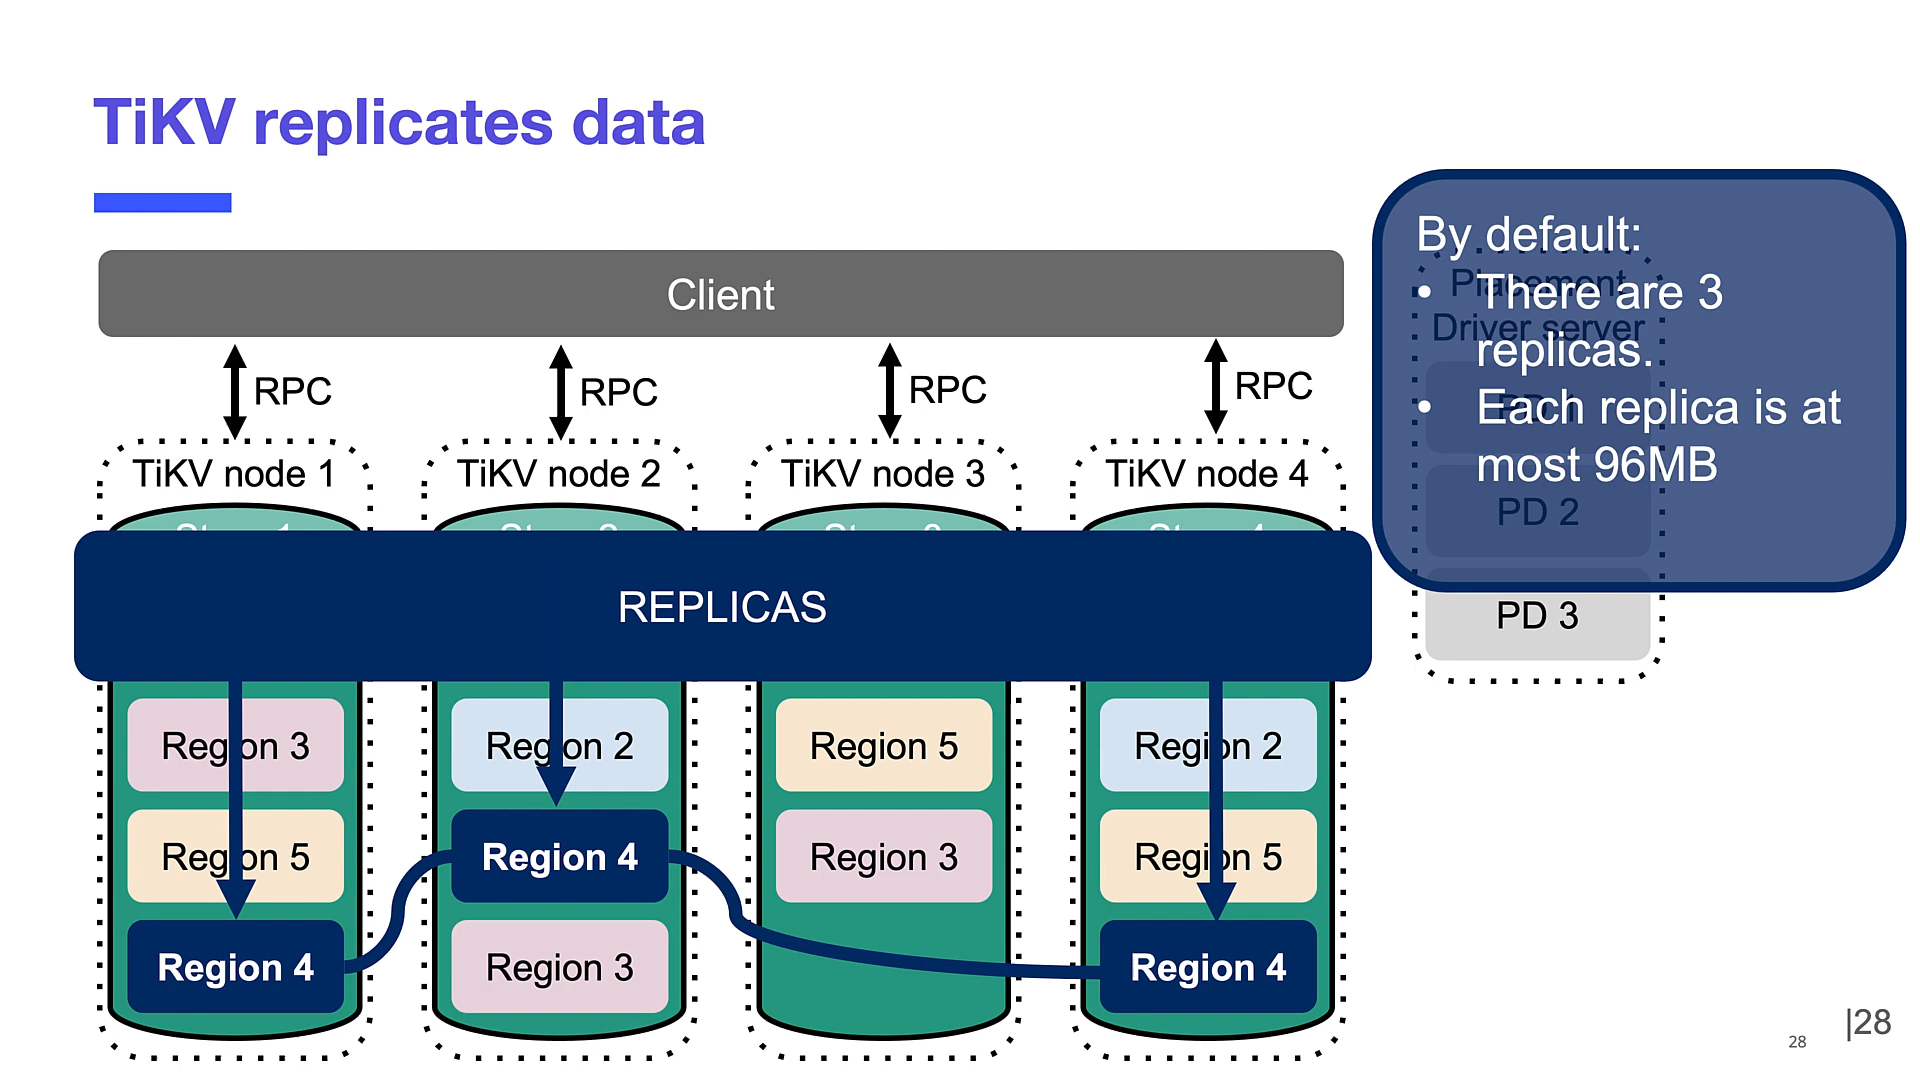 TiKV replicates data
Client
RPC
RPC
RPC
RPC
By default:
• There are 3
replicas.
• Each replica is at
most 96MB
Placement
Driver server
PD 1
PD 2
PD 3
TiKV node 1
TiKV node 2
TiKV node 3
TiKV node 4
REPLICAS
Region 3
Region 5
Region 4
Region 2
Region 4
Region 3
Region 5
Region 3
Region 2
Region 5
Region 4
28
|28